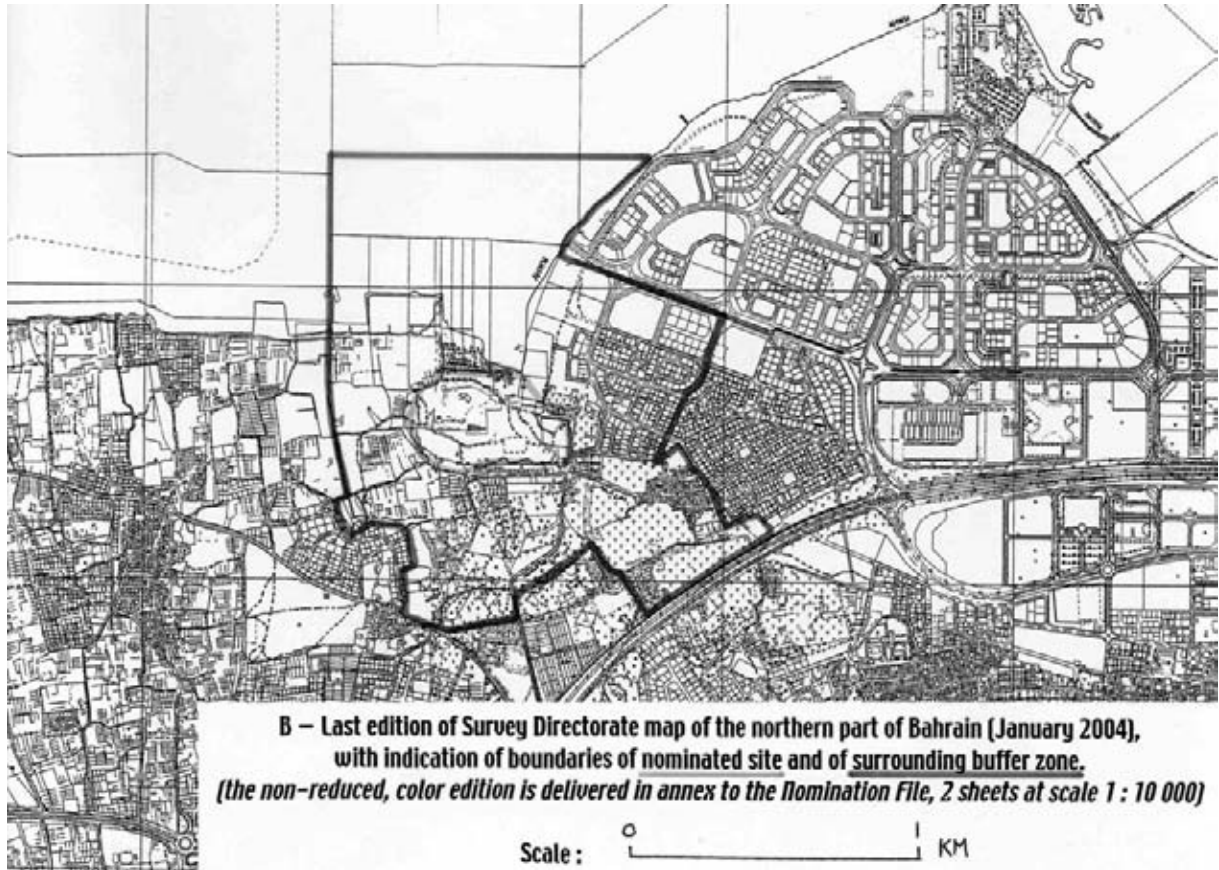 B – Last edition of Survey Directorate map of the northern part of Bahrain (January 2004),
with indication of boundaries of nominated site and of surrounding buffer zone.
(the non-reduced, color edition is delivered in annex to the Nomination File, 2 sheets at scale 1 : 10 000)
0 1
Scale : KM